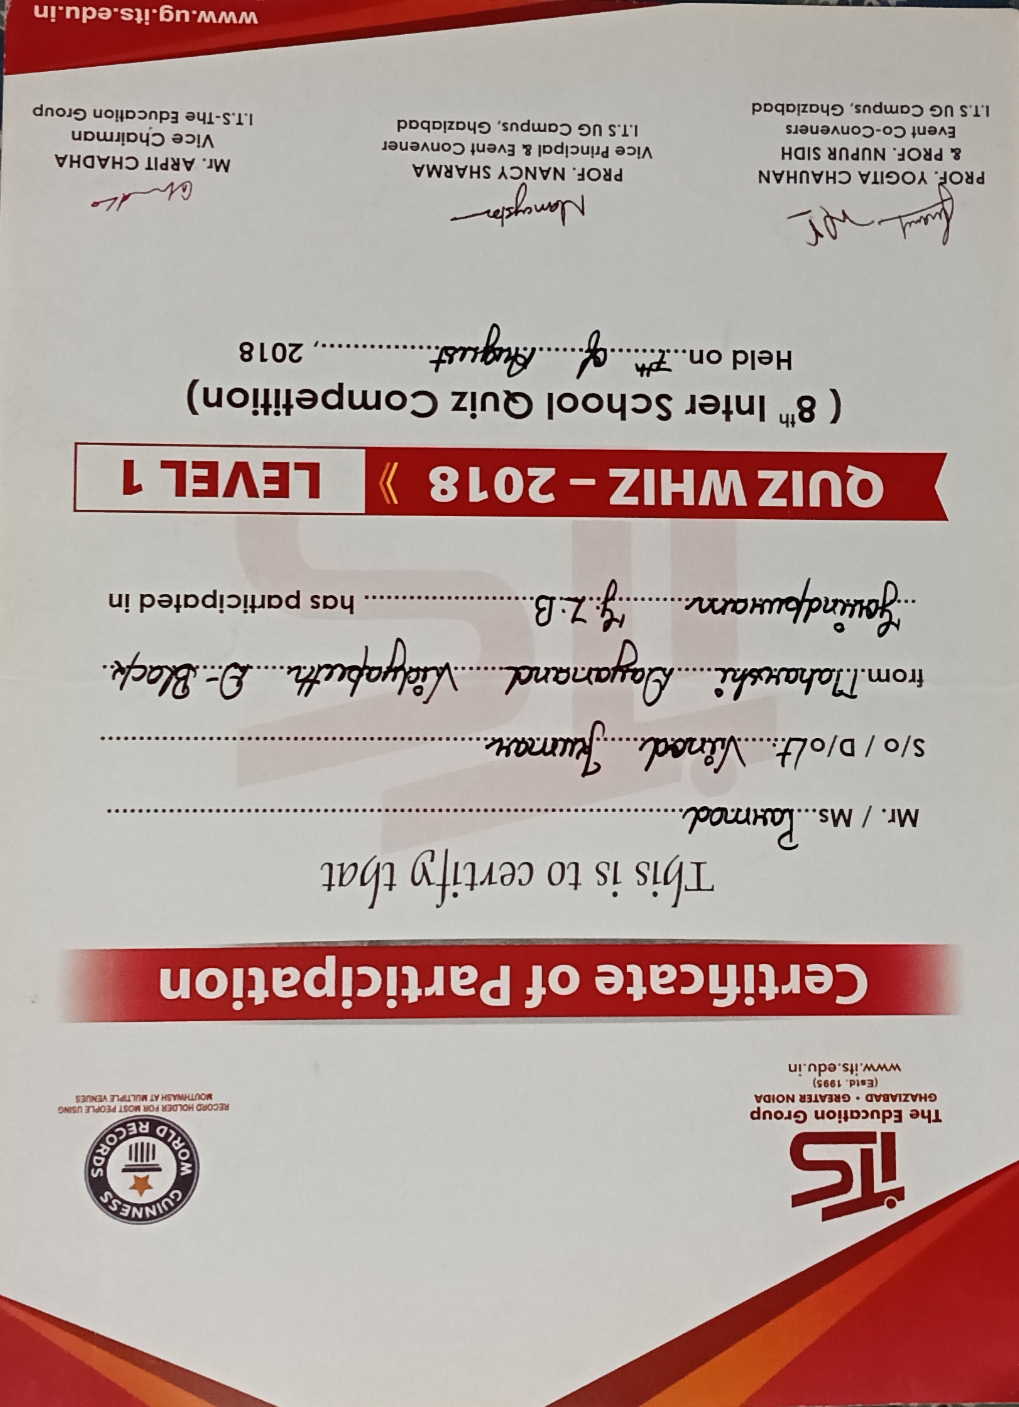 iTS
The Education Group
GHAZIABAD • GREATER NOIDA
(Estd. 1995)
www.its.edu.in
GUINNESS WORLD RECORDS
RECORD HOLDER FOR MOST PEOPLE USING
MOUTHWASH AT MULTIPLE VENUES
Certificate of Participation
This is to certify that
Mr. / Ms... Parmod
S/o / D/o Lt. Vinod Kumar
from Maharshi Dayanand Vidyapeeth D-Block
Govindpuram G.Z.B has participated in
QUIZ WHIZ – 2018 » LEVEL 1
( 8th Inter School Quiz Competition)
Held on 7th of August, 2018
PROF. YOGITA CHAUHAN
& PROF. NUPUR SIDH
Event Co-Conveners
I.T.S UG Campus, Ghaziabad
PROF. NANCY SHARMA
Vice Principal & Event Convener
I.T.S UG Campus, Ghaziabad
Mr. ARPIT CHADHA
Vice Chairman
I.T.S-The Education Group
www.ug.its.edu.in